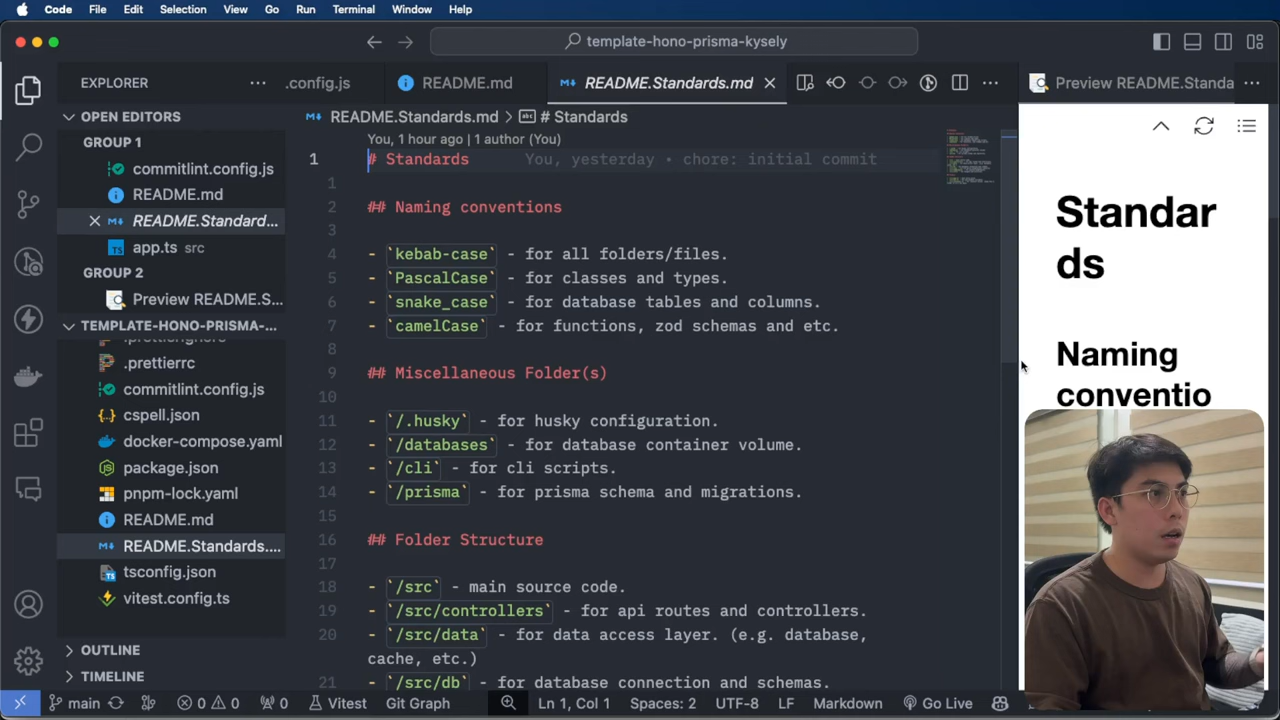 Code File Edit Selection View Go Run Terminal Window Help
template-hono-prisma-kysely
EXPLORER
.config.js
README.md
README.Standards.md
Preview README.Standa
OPEN EDITORS
GROUP 1
commitlint.config.js
README.md
README.Standard...
app.ts src
GROUP 2
Preview README.S...
TEMPLATE-HONO-PRISMA-...
.prettierrc
commitlint.config.js
cspell.json
docker-compose.yaml
package.json
pnpm-lock.yaml
README.md
README.Standards....
tsconfig.json
vitest.config.ts
OUTLINE
TIMELINE
README.Standards.md > # Standards
You, 1 hour ago | 1 author (You)
1 # Standards You, yesterday • chore: initial commit
1
2 ## Naming conventions
3
4 - `kebab-case` - for all folders/files.
5 - `PascalCase` - for classes and types.
6 - `snake_case` - for database tables and columns.
7 - `camelCase` - for functions, zod schemas and etc.
8
9 ## Miscellaneous Folder(s)
10
11 - `/.husky` - for husky configuration.
12 - `/databases` - for database container volume.
13 - `/cli` - for cli scripts.
14 - `/prisma` - for prisma schema and migrations.
15
16 ## Folder Structure
17
18 - `/src` - main source code.
19 - `/src/controllers` - for api routes and controllers.
20 - `/src/data` - for data access layer. (e.g. database,
cache, etc.)
21 - `/src/db` - for database connection and schemas.
Standar
ds
Naming
conventio
main
0 0
0
Vitest
Git Graph
Ln 1, Col 1
Spaces: 2
UTF-8
LF
Markdown
Go Live